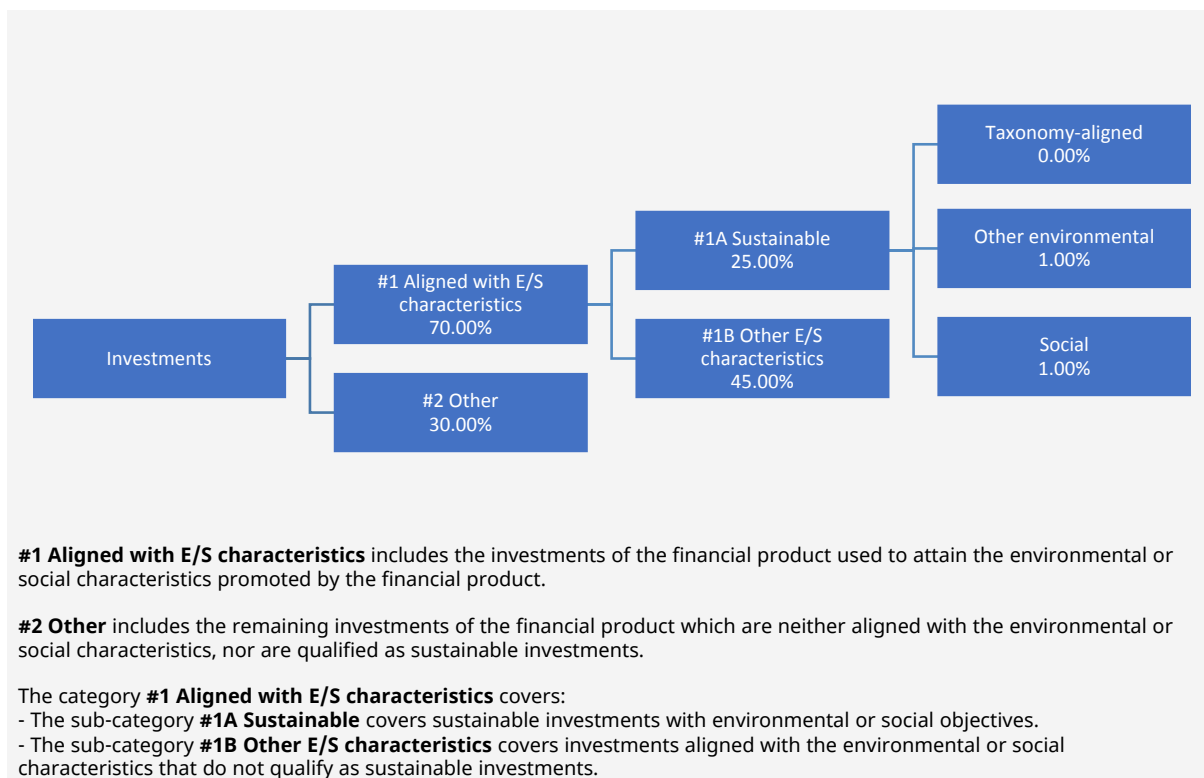 Investments
#1 Aligned with E/S
characteristics
70.00%
#2 Other
30.00%
#1A Sustainable
25.00%
#1B Other E/S
characteristics
45.00%
Taxonomy-aligned
0.00%
Other environmental
1.00%
Social
1.00%
#1 Aligned with E/S characteristics includes the investments of the financial product used to attain the environmental or
social characteristics promoted by the financial product.
#2 Other includes the remaining investments of the financial product which are neither aligned with the environmental or
social characteristics, nor are qualified as sustainable investments.
The category #1 Aligned with E/S characteristics covers:
- The sub-category #1A Sustainable covers sustainable investments with environmental or social objectives.
- The sub-category #1B Other E/S characteristics covers investments aligned with the environmental or social
characteristics that do not qualify as sustainable investments.